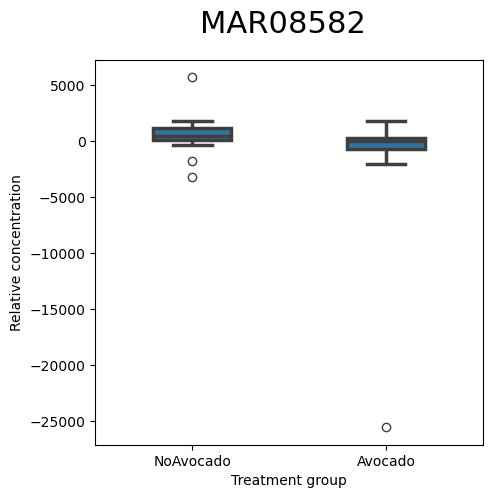 MAR08582
Relative concentration
5000
0
−5000
−10000
−15000
−20000
−25000
NoAvocado
Avocado
Treatment group